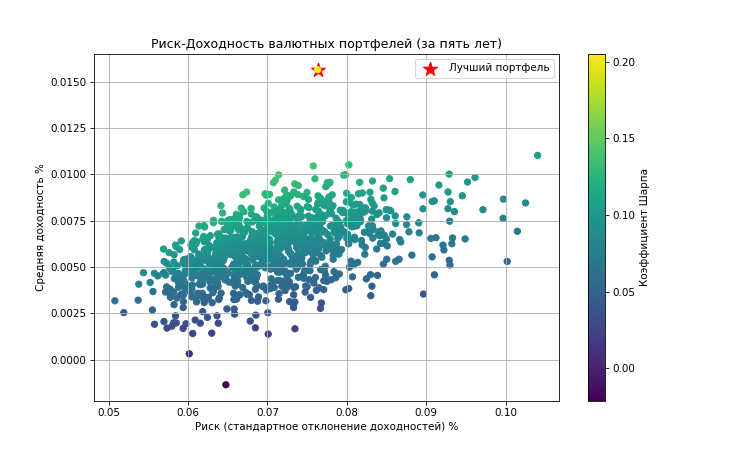 Риск-Доходность валютных портфелей (за пять лет)
Лучший портфель
Средняя доходность %
0.0150
0.0125
0.0100
0.0075
0.0050
0.0025
0.0000
0.05 0.06 0.07 0.08 0.09 0.10
Риск (стандартное отклонение доходностей) %
0.20
0.15
0.10
0.05
0.00
Коэффициент Шарпа